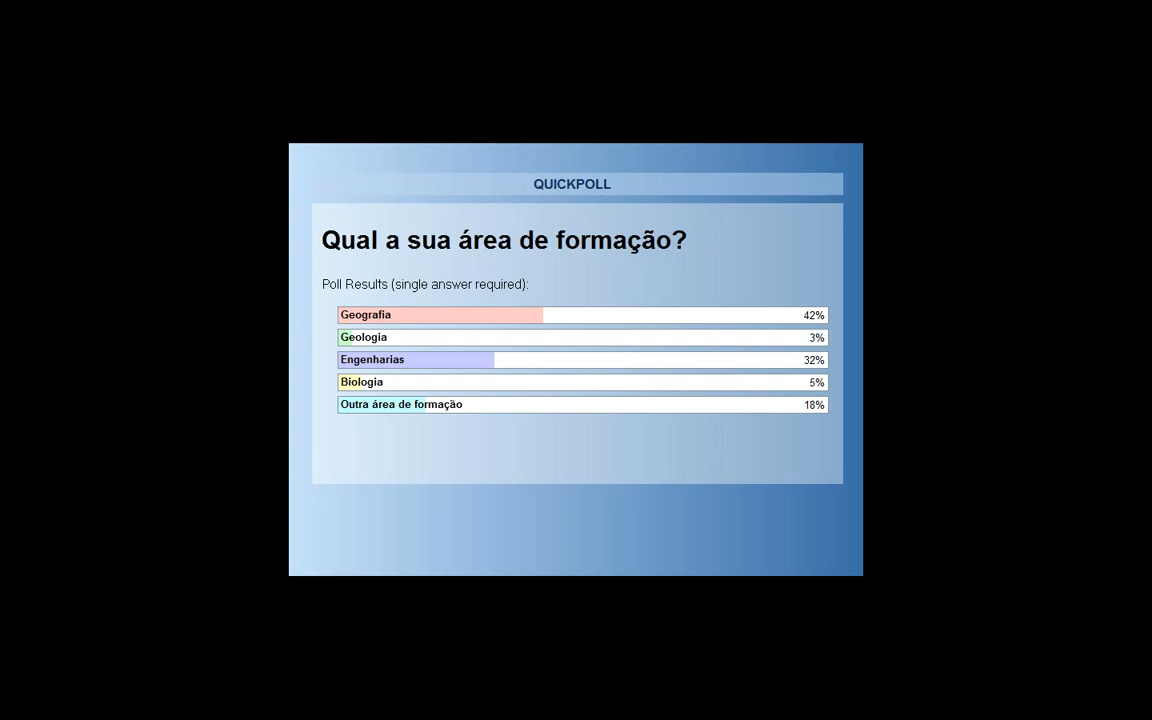 QUICKPOLL
Qual a sua área de formação?
Poll Results (single answer required):
Geografia 42%
Geologia 3%
Engenharias 32%
Biologia 5%
Outra área de formação 18%